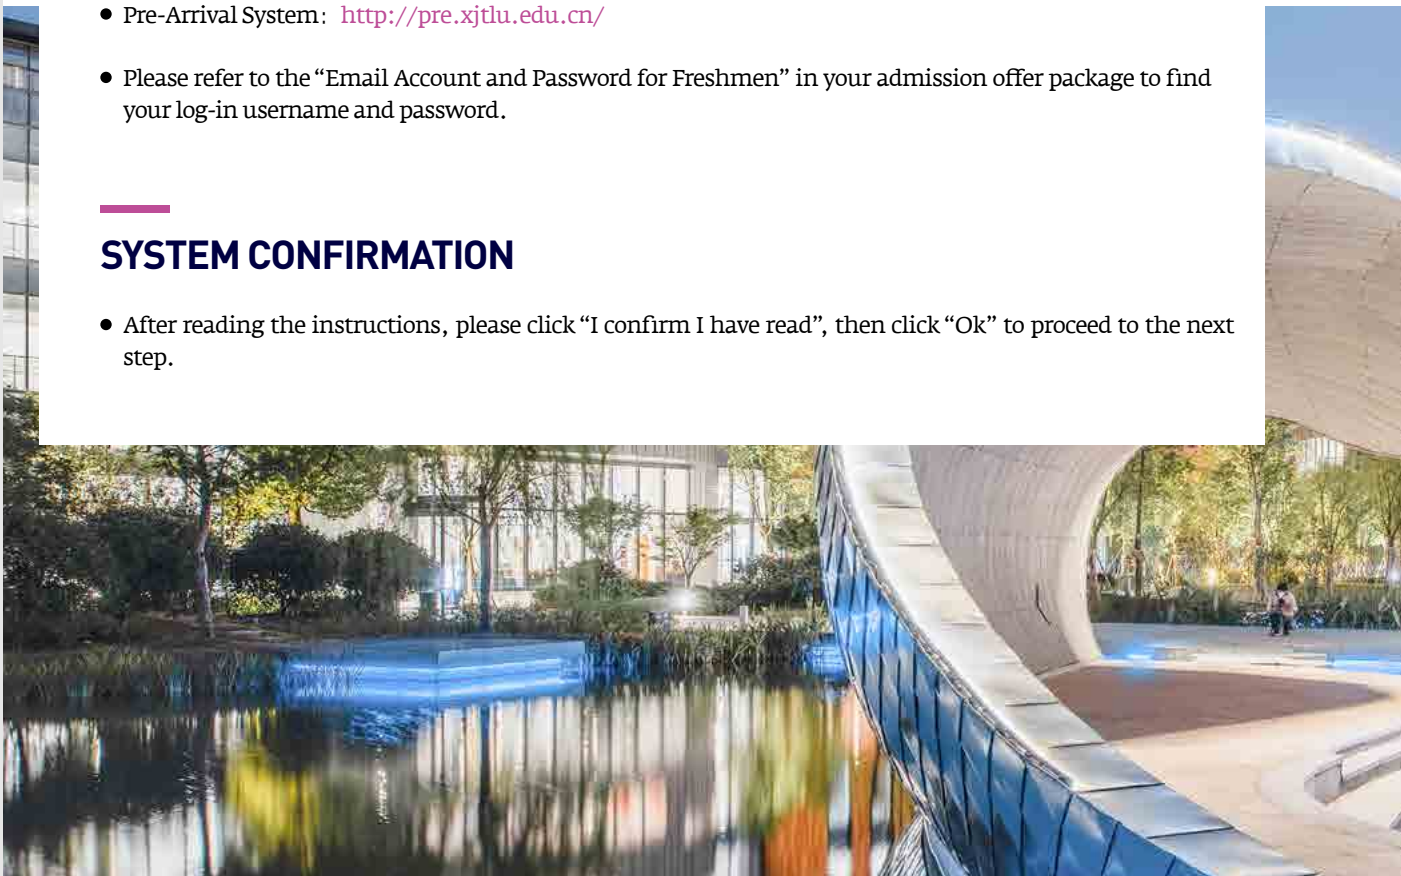 ● Pre-Arrival System: http://pre.xjtlu.edu.cn/
● Please refer to the “Email Account and Password for Freshmen” in your admission offer package to find
your log-in username and password.
SYSTEM CONFIRMATION
● After reading the instructions, please click “I confirm I have read”, then click “Ok” to proceed to the next
step.